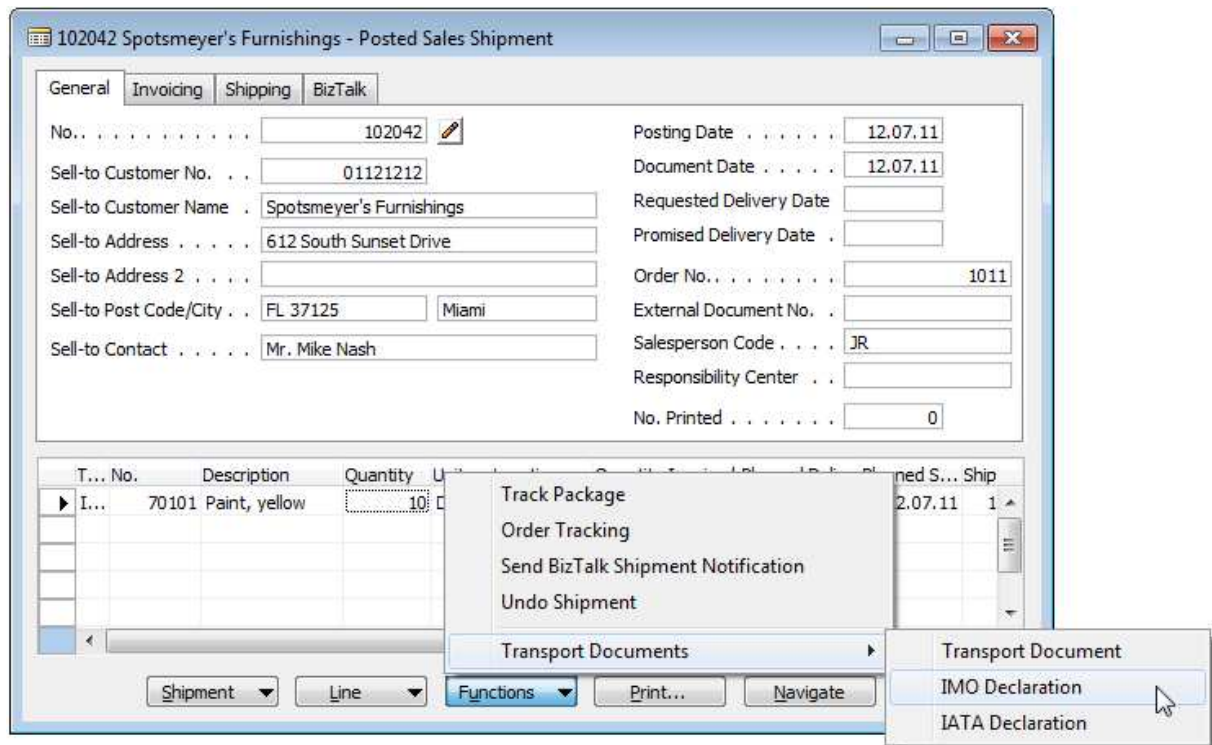 102042 Spotsmeyer's Furnishings - Posted Sales Shipment
General Invoicing Shipping BizTalk
No.. . . . . . . . . . . 102042 Posting Date . . . . . . 12.07.11
Sell-to Customer No. . . 01121212 Document Date . . . . . 12.07.11
Sell-to Customer Name . Spotsmeyer's Furnishings Requested Delivery Date
Sell-to Address . . . . . 612 South Sunset Drive Promised Delivery Date .
Sell-to Address 2 . . . . Order No.. . . . . . . . 1011
Sell-to Post Code/City . . FL 37125 Miami External Document No. .
Sell-to Contact . . . . . Mr. Mike Nash Salesperson Code . . . . JR
Responsibility Center . .
No. Printed . . . . . . . 0
T... No. Description Quantity S... Ship
I... 70101 Paint, yellow 10 2.07.11 1
Track Package
Order Tracking
Send BizTalk Shipment Notification
Undo Shipment
Transport Documents
Transport Document
IMO Declaration
IATA Declaration
Shipment Line Functions Print... Navigate